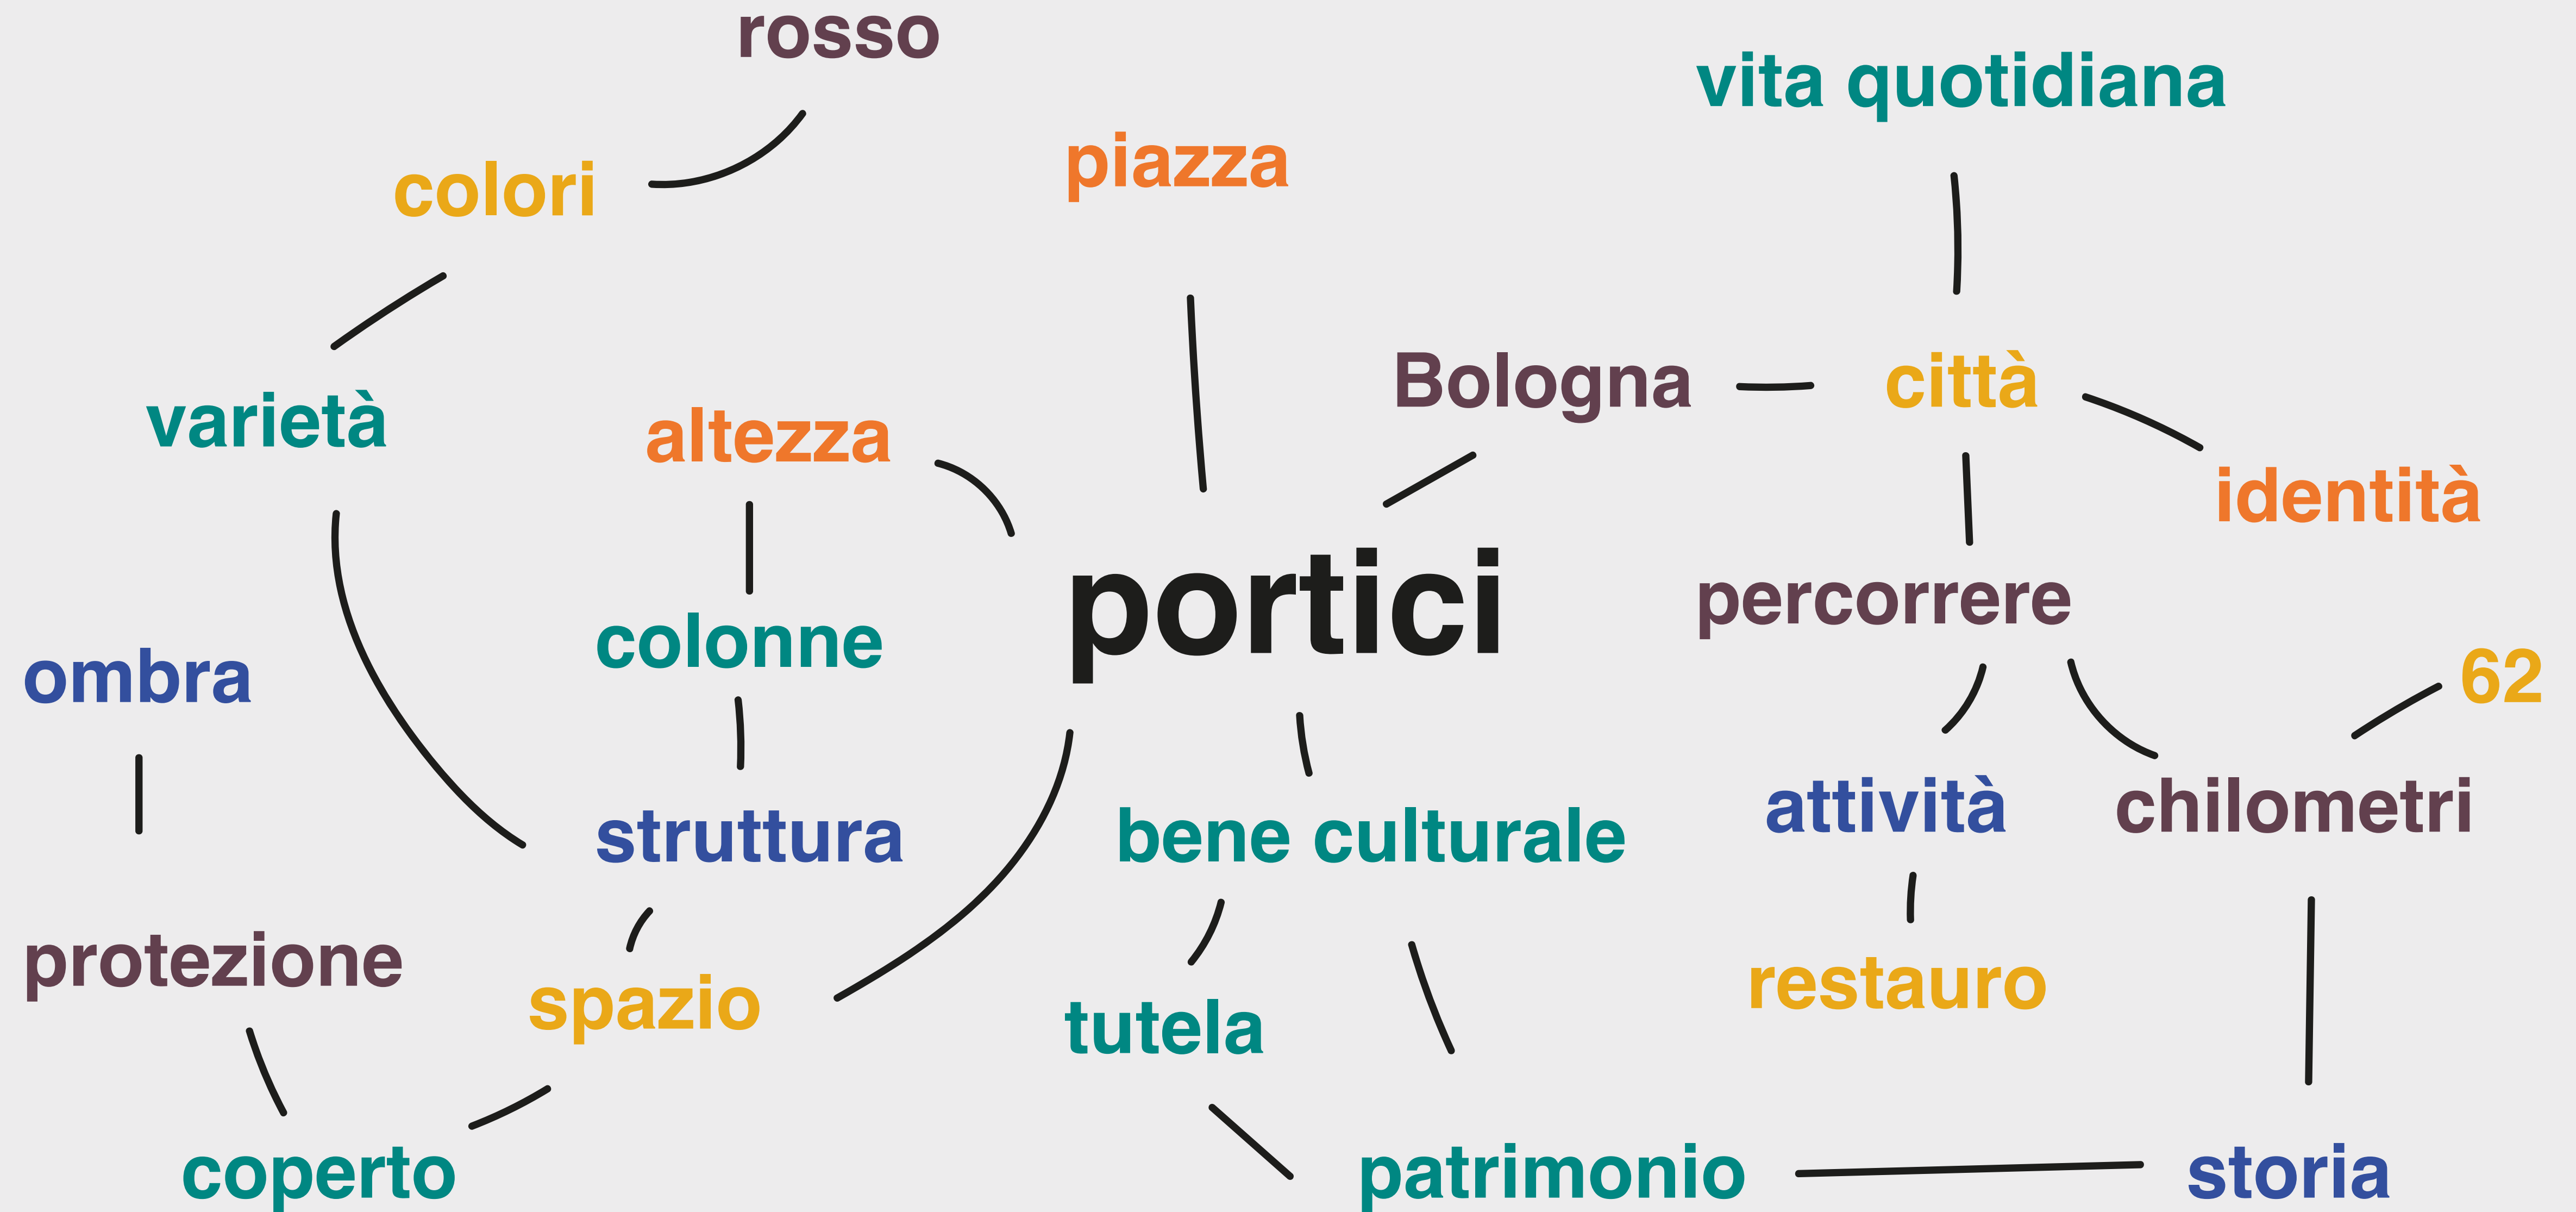 rosso
vita quotidiana
piazza
colori
Bologna
città
varietà
altezza
identità
portici
percorrere
colonne
ombra
62
struttura
bene culturale
attività
chilometri
protezione
spazio
restauro
tutela
coperto
patrimonio
storia